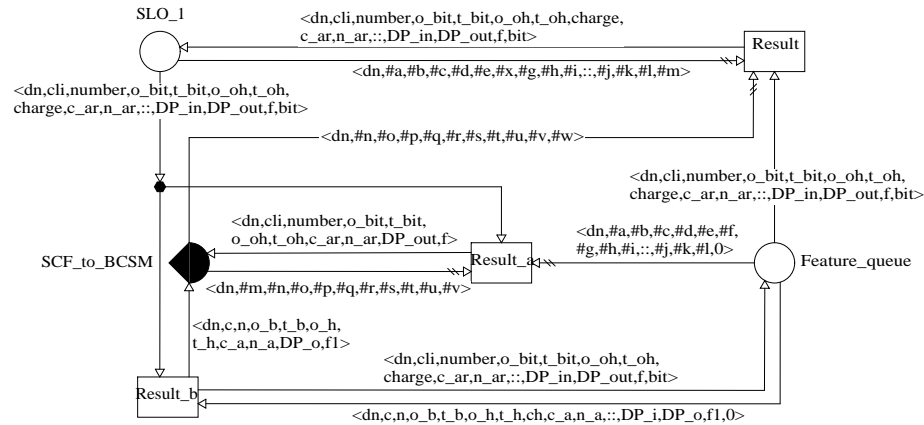 SLO_1
<dn,cli,number,o_bit,t_bit,o_oh,t_oh,charge,
c_ar,n_ar,::,DP_in,DP_out,f,bit>
Result
<dn,#a,#b,#c,#d,#e,#x,#g,#h,#i,::,#j,#k,#l,#m>
<dn,cli,number,o_bit,t_bit,o_oh,t_oh,
charge,c_ar,n_ar,::,DP_in,DP_out,f,bit>
<dn,#n,#o,#p,#q,#r,#s,#t,#u,#v,#w>
<dn,cli,number,o_bit,t_bit,o_oh,t_oh,
charge,c_ar,n_ar,::,DP_in,DP_out,f,bit>
<dn,cli,number,o_bit,t_bit,
o_oh,t_oh,c_ar,n_ar,DP_out,f>
<dn,#a,#b,#c,#d,#e,#f,
#g,#h,#i,::,#j,#k,#l,0>
SCF_to_BCSM
Result_a
Feature_queue
<dn,#m,#n,#o,#p,#q,#r,#s,#t,#u,#v>
<dn,c,n,o_b,t_b,o_h,
t_h,c_a,n_a,DP_o,f1>
<dn,cli,number,o_bit,t_bit,o_oh,t_oh,
charge,c_ar,n_ar,::,DP_in,DP_out,f,bit>
Result_b
<dn,c,n,o_b,t_b,o_h,t_h,ch,c_a,n_a,::,DP_i,DP_o,f1,0>